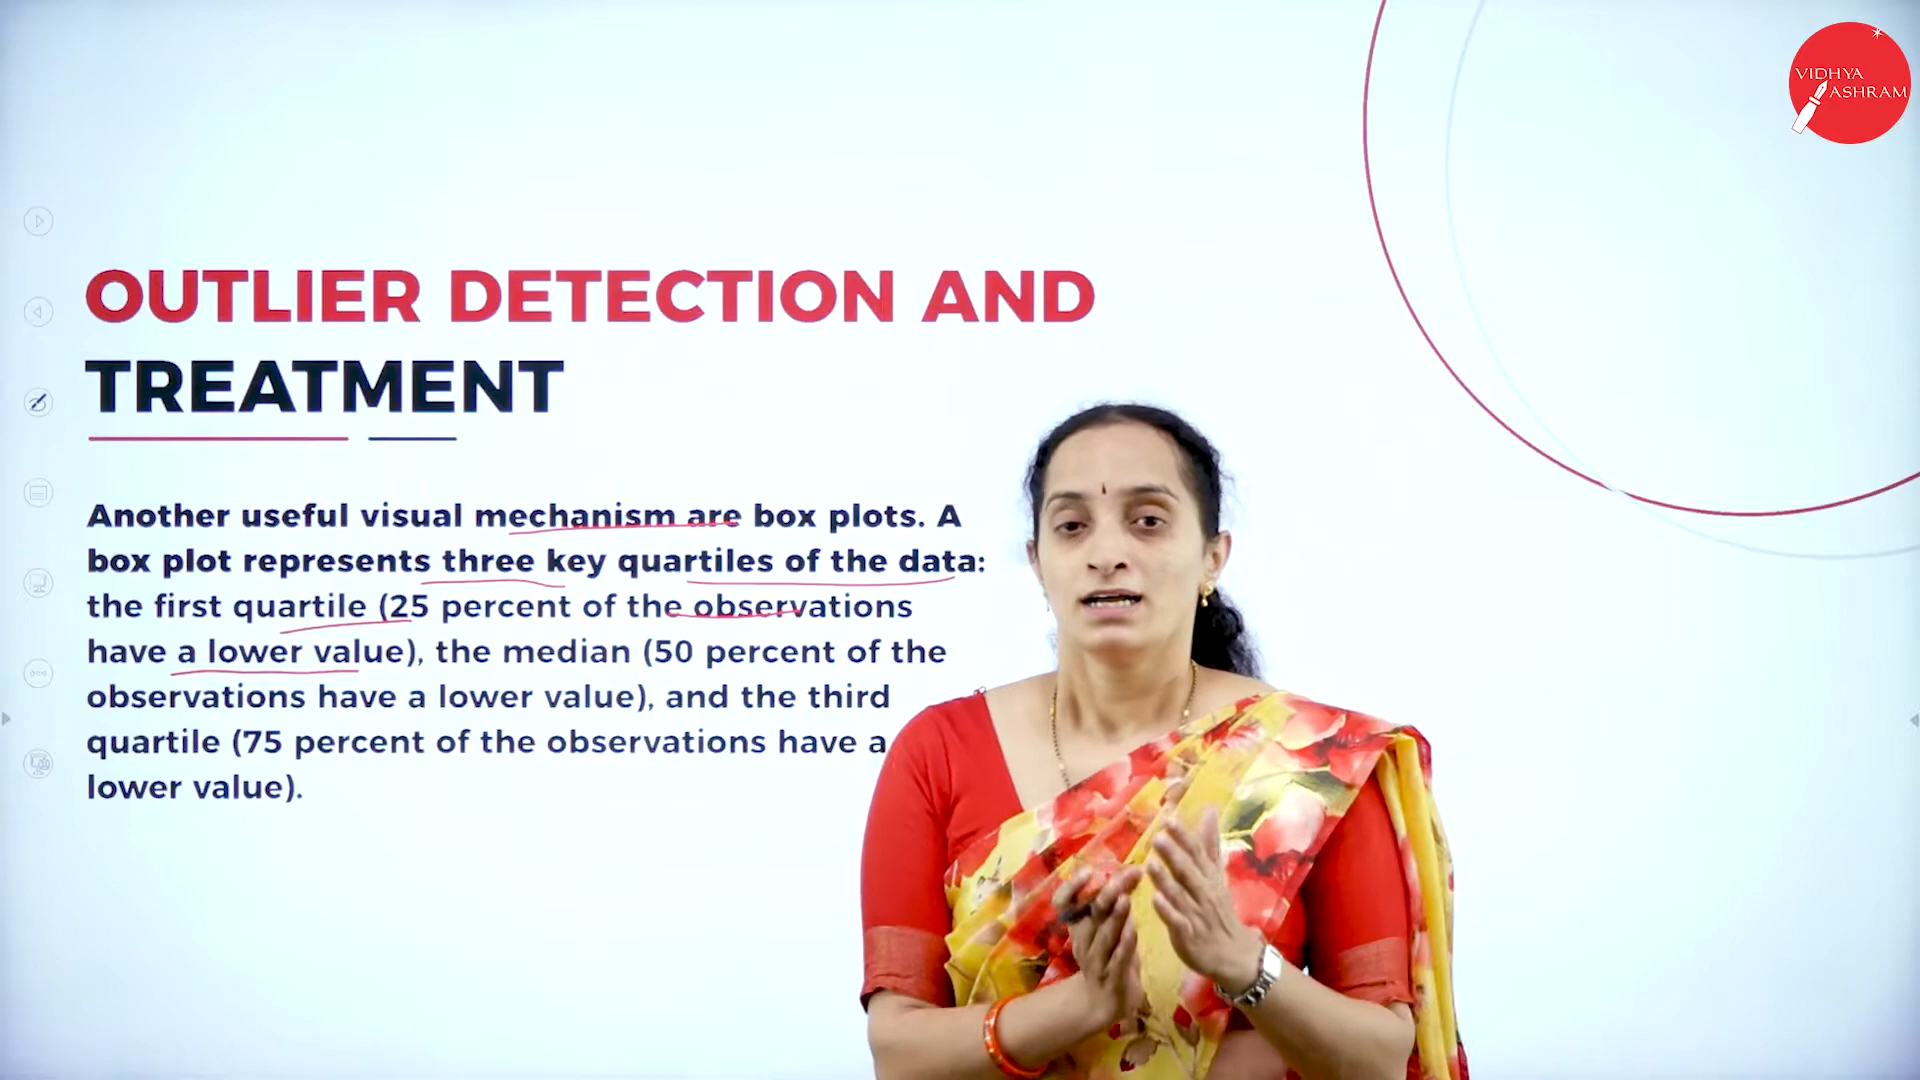 VIDHYA
ASHRAM
OUTLIER DETECTION AND
TREATMENT
Another useful visual mechanism are box plots. A
box plot represents three key quartiles of the data:
the first quartile (25 percent of the observations
have a lower value), the median (50 percent of the
observations have a lower value), and the third
quartile (75 percent of the observations have a
lower value).